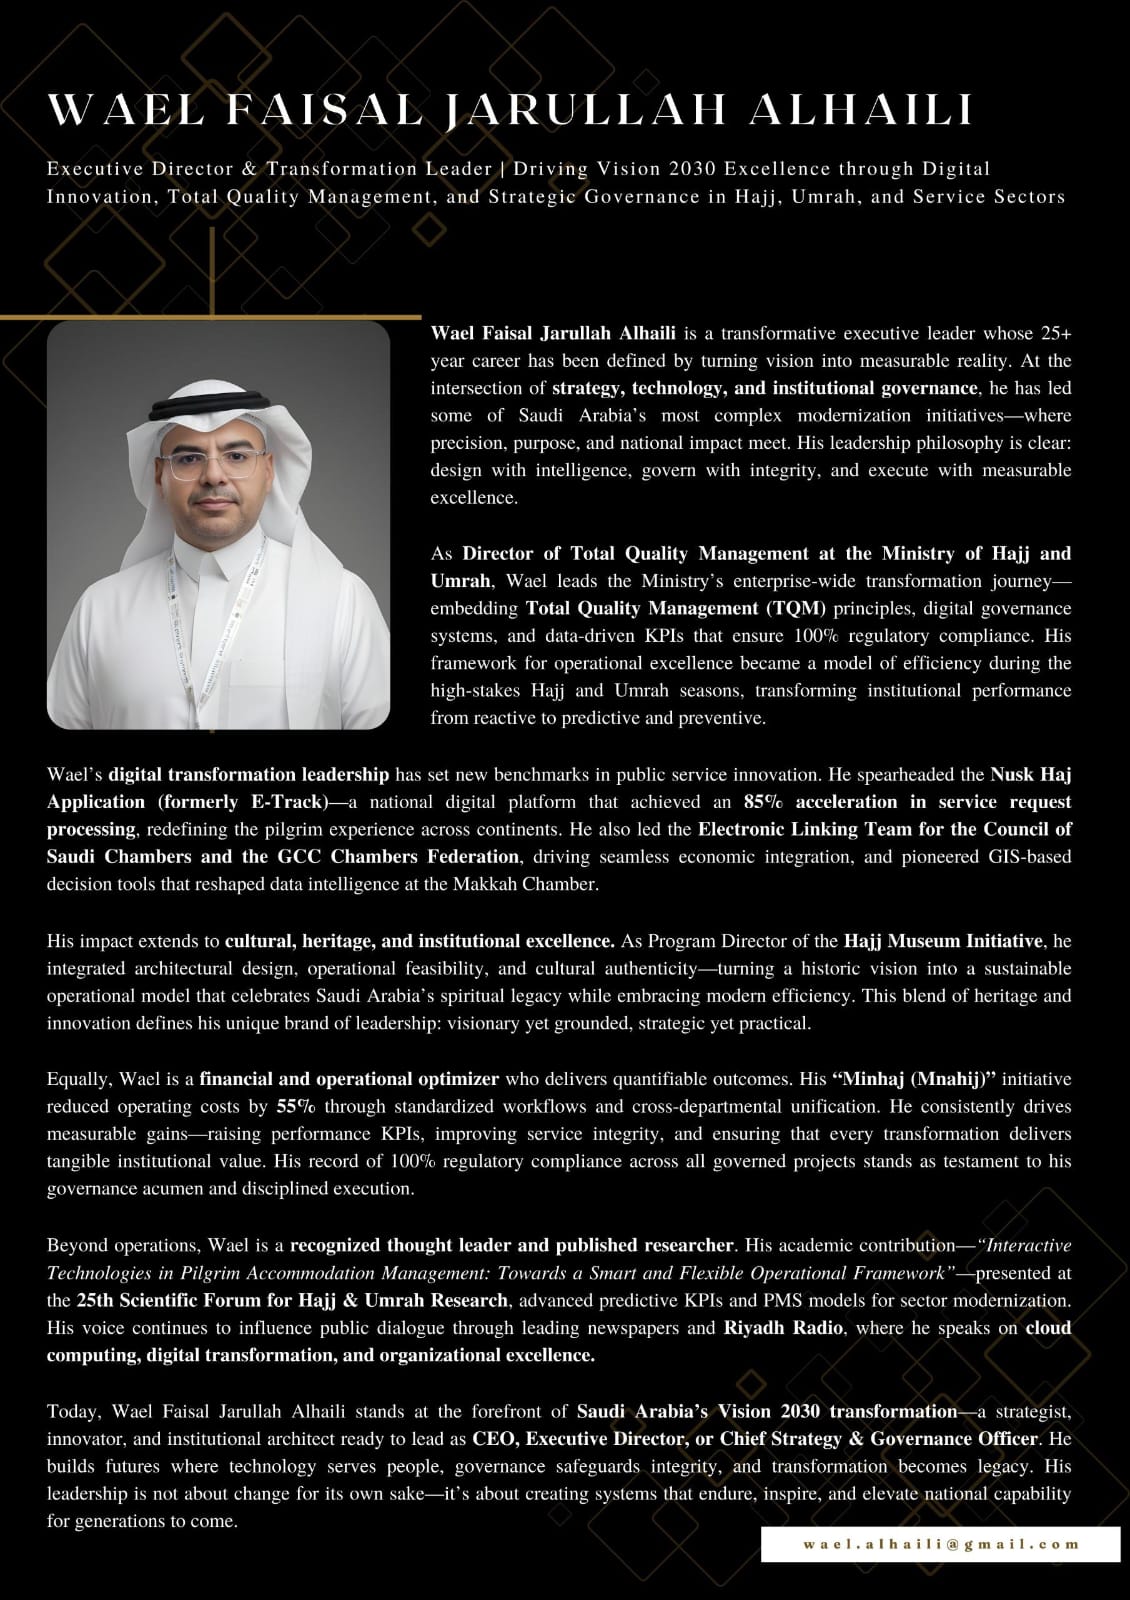 WAEL FAISAL JARULLAH ALHAILI
Executive Director & Transformation Leader | Driving Vision 2030 Excellence through Digital
Innovation, Total Quality Management, and Strategic Governance in Hajj, Umrah, and Service Sectors
Wael Faisal Jarullah Alhaili is a transformative executive leader whose 25+
year career has been defined by turning vision into measurable reality. At the
intersection of strategy, technology, and institutional governance, he has led
some of Saudi Arabia’s most complex modernization initiatives—where
precision, purpose, and national impact meet. His leadership philosophy is clear:
design with intelligence, govern with integrity, and execute with measurable
excellence.
As Director of Total Quality Management at the Ministry of Hajj and
Umrah, Wael leads the Ministry’s enterprise-wide transformation journey—
embedding Total Quality Management (TQM) principles, digital governance
systems, and data-driven KPIs that ensure 100% regulatory compliance. His
framework for operational excellence became a model of efficiency during the
high-stakes Hajj and Umrah seasons, transforming institutional performance
from reactive to predictive and preventive.
Wael’s digital transformation leadership has set new benchmarks in public service innovation. He spearheaded the Nusk Haj
Application (formerly E-Track)—a national digital platform that achieved an 85% acceleration in service request
processing, redefining the pilgrim experience across continents. He also led the Electronic Linking Team for the Council of
Saudi Chambers and the GCC Chambers Federation, driving seamless economic integration, and pioneered GIS-based
decision tools that reshaped data intelligence at the Makkah Chamber.
His impact extends to cultural, heritage, and institutional excellence. As Program Director of the Hajj Museum Initiative, he
integrated architectural design, operational feasibility, and cultural authenticity—turning a historic vision into a sustainable
operational model that celebrates Saudi Arabia’s spiritual legacy while embracing modern efficiency. This blend of heritage and
innovation defines his unique brand of leadership: visionary yet grounded, strategic yet practical.
Equally, Wael is a financial and operational optimizer who delivers quantifiable outcomes. His “Minhaj (Mnahij)” initiative
reduced operating costs by 55% through standardized workflows and cross-departmental unification. He consistently drives
measurable gains—raising performance KPIs, improving service integrity, and ensuring that every transformation delivers
tangible institutional value. His record of 100% regulatory compliance across all governed projects stands as testament to his
governance acumen and disciplined execution.
Beyond operations, Wael is a recognized thought leader and published researcher. His academic contribution—“Interactive
Technologies in Pilgrim Accommodation Management: Towards a Smart and Flexible Operational Framework”—presented at
the 25th Scientific Forum for Hajj & Umrah Research, advanced predictive KPIs and PMS models for sector modernization.
His voice continues to influence public dialogue through leading newspapers and Riyadh Radio, where he speaks on cloud
computing, digital transformation, and organizational excellence.
Today, Wael Faisal Jarullah Alhaili stands at the forefront of Saudi Arabia’s Vision 2030 transformation—a strategist,
innovator, and institutional architect ready to lead as CEO, Executive Director, or Chief Strategy & Governance Officer. He
builds futures where technology serves people, governance safeguards integrity, and transformation becomes legacy. His
leadership is not about change for its own sake—it’s about creating systems that endure, inspire, and elevate national capability
for generations to come.
wael.alhaili@gmail.com